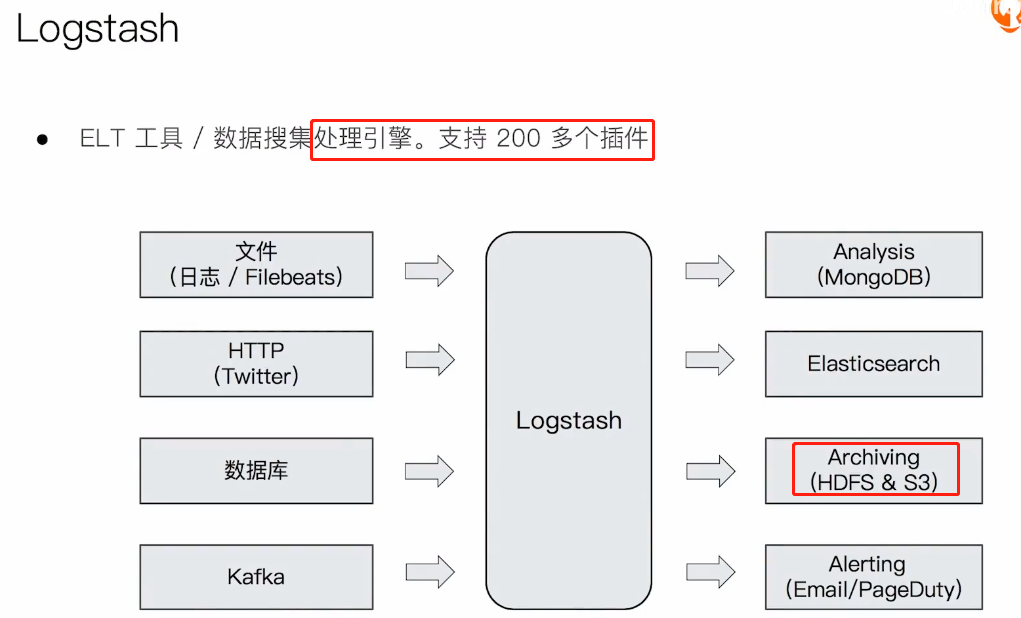 Logstash
ELT 工具 / 数据搜集处理引擎。支持 200 多个插件
文件
(日志 / Filebeats)
HTTP
(Twitter)
数据库
Kafka
Logstash
Analysis
(MongoDB)
Elasticsearch
Archiving
(HDFS & S3)
Alerting
(Email/PageDuty)